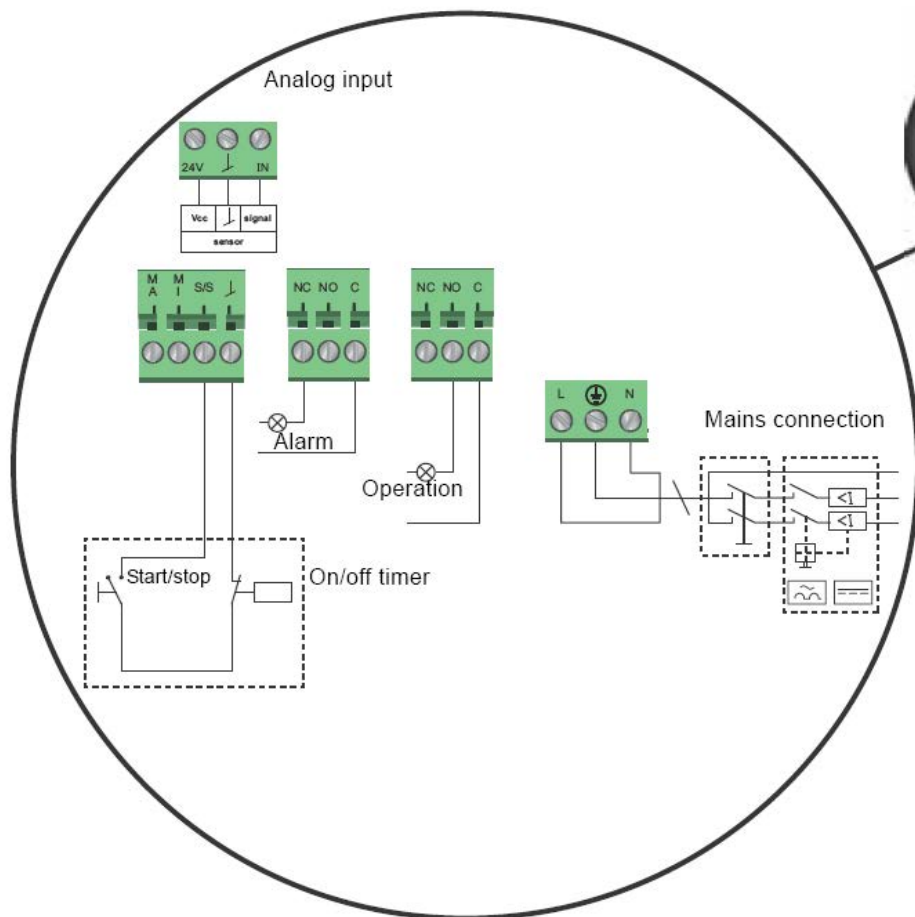 Analog input
24V IN
Vcc signal
sensor
M A M I S/S
NC NO C
NC NO C
L N
Mains connection
Alarm
Operation
Start/stop
On/off timer